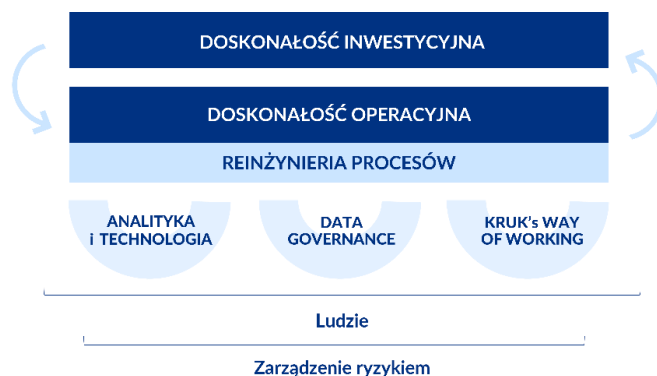 DOSKONAŁOŚĆ INWESTYCYJNA
DOSKONAŁOŚĆ OPERACYJNA
REINŻYNIERIA PROCESÓW
ANALITYKA
i TECHNOLOGIA
DATA
GOVERNANCE
KRUK's WAY
OF WORKING
Ludzie
Zarządzenie ryzykiem